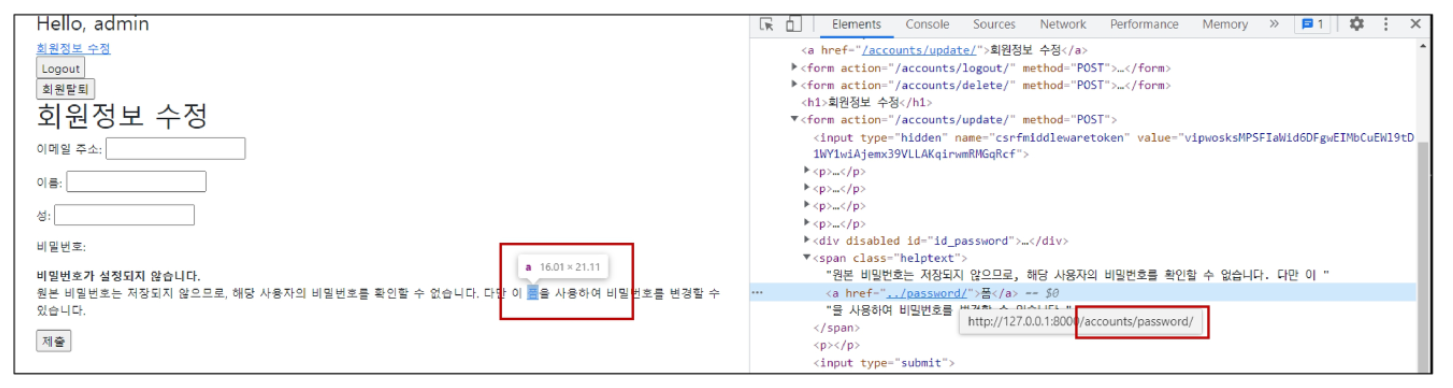 Hello, admin
회원정보 수정
Logout
회원탈퇴
회원정보 수정
이메일 주소:
이름:
성:
비밀번호:
비밀번호가 설정되지 않습니다.
원본 비밀번호는 저장되지 않으므로, 해당 사용자의 비밀번호를 확인할 수 없습니다. 다만 이 폼을 사용하여 비밀번호를 변경할 수
있습니다.
제출
a 16.01 × 21.11
Elements Console Sources Network Performance Memory » 1
<a href="/accounts/update/">회원정보 수정</a>
<form action="/accounts/logout/" method="POST">…</form>
<form action="/accounts/delete/" method="POST">…</form>
<h1>회원정보 수정</h1>
<form action="/accounts/update/" method="POST">
<input type="hidden" name="csrfmiddlewaretoken" value="vipwosksMPSFIaWid6DFgwEIMbCuEWl9tD
1WY1wiAjemx39VLLAKqirwmRMGqRcf">
<p>…</p>
<p>…</p>
<p>…</p>
<p>…</p>
<div disabled id="id_password">…</div>
<span class="helptext">
"원본 비밀번호는 저장되지 않으므로, 해당 사용자의 비밀번호를 확인할 수 없습니다. 다만 이 "
<a href="../password/">폼</a> == $0
"을 사용하여 비밀번호를
http://127.0.0.1:8000/accounts/password/
</span>
<p></p>
<input type="submit">